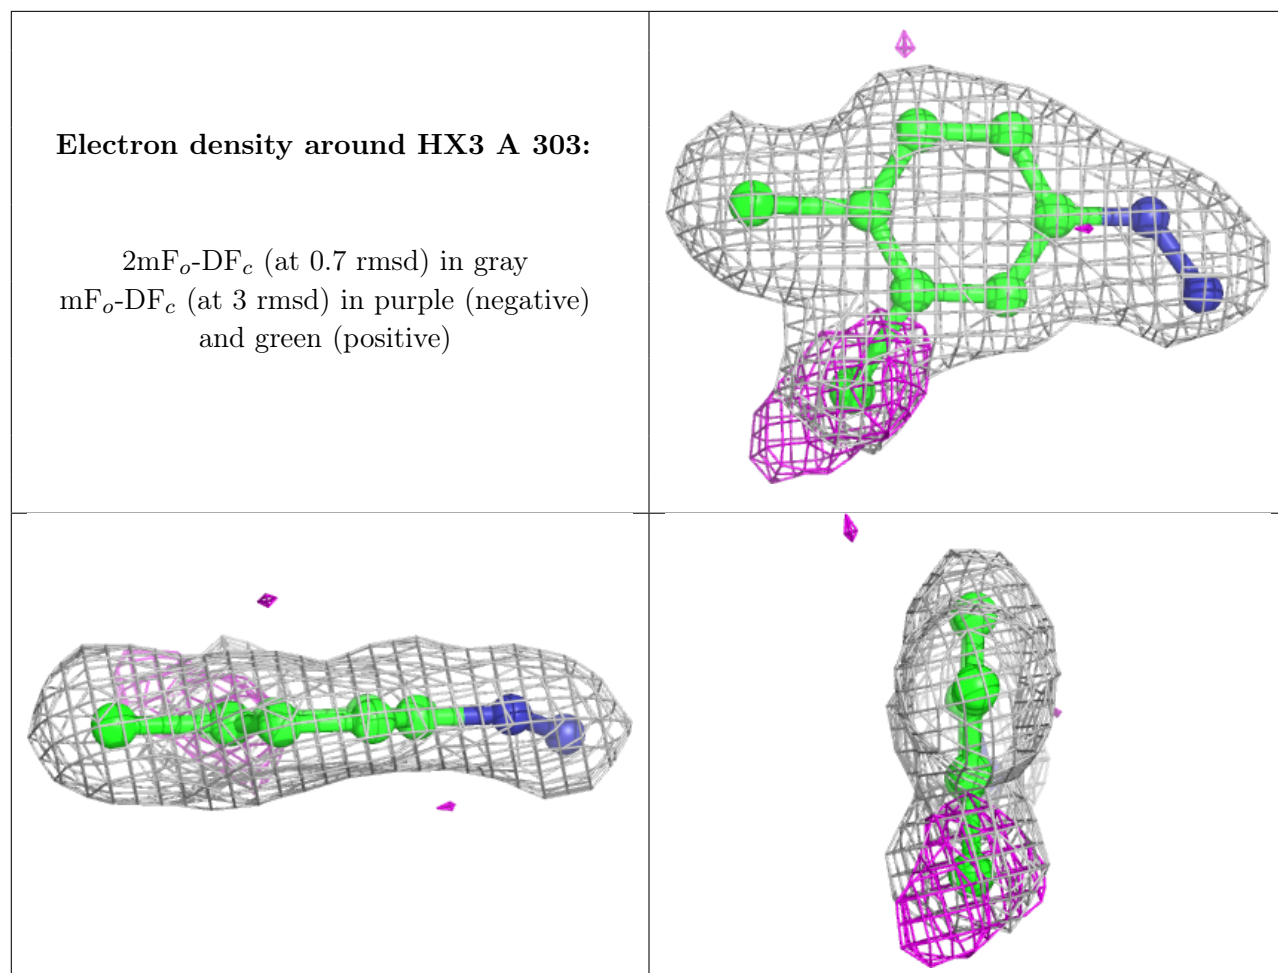 Electron density around HX3 A 303:
2mFo-DFc (at 0.7 rmsd) in gray
mFo-DFc (at 3 rmsd) in purple (negative)
and green (positive)